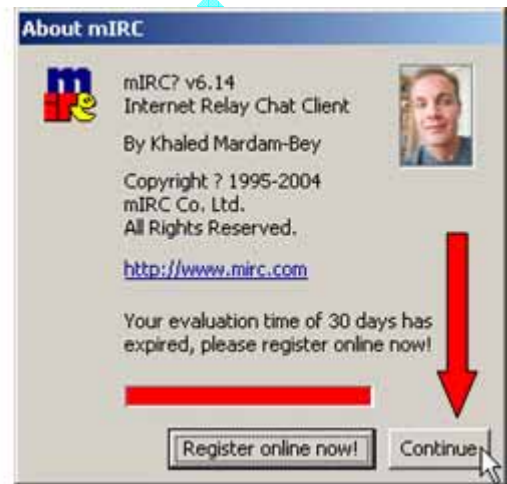 About mIRC
mIRC? v6.14
Internet Relay Chat Client
By Khaled Mardam-Bey
Copyright ? 1995-2004
mIRC Co. Ltd.
All Rights Reserved.
http://www.mirc.com
Your evaluation time of 30 days has
expired, please register online now!
Register online now! Continue